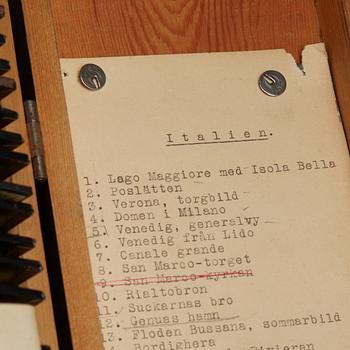 Italien.
1. Lago Maggiore med Isola Bella
2. Poslätten
3. Verona, torgbild
4. Domen i Milano
5. Venedig, generalvy
6. Venedig från Lido
7. Canale grande
8. San Marco-torget
9. San Marco-kyrkan
10. Rialtobron
11. Suckarnas bro
12. Genuas hamn
13. Floden Bussana, sommarbild
Bordighera
Rivieran